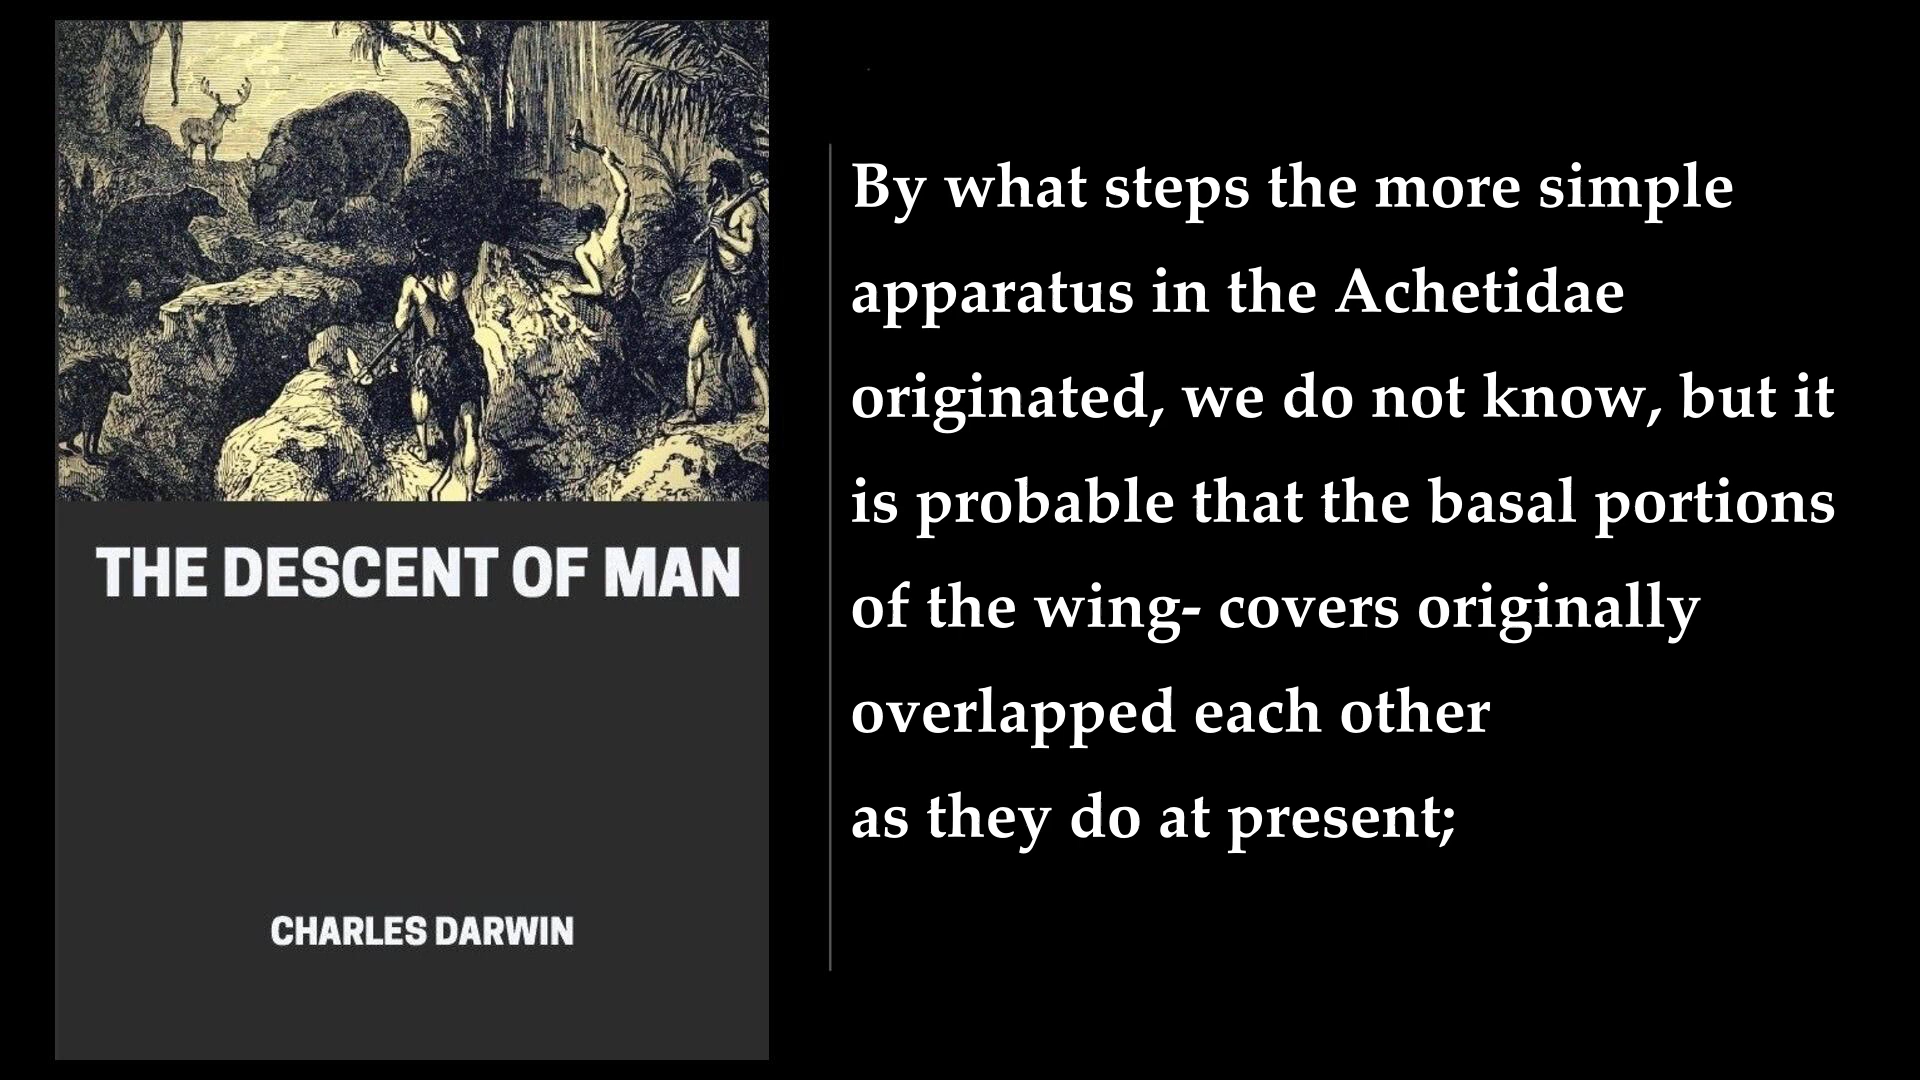 THE DESCENT OF MAN
CHARLES DARWIN
By what steps the more simple
apparatus in the Achetidae
originated, we do not know, but it
is probable that the basal portions
of the wing- covers originally
overlapped each other
as they do at present;